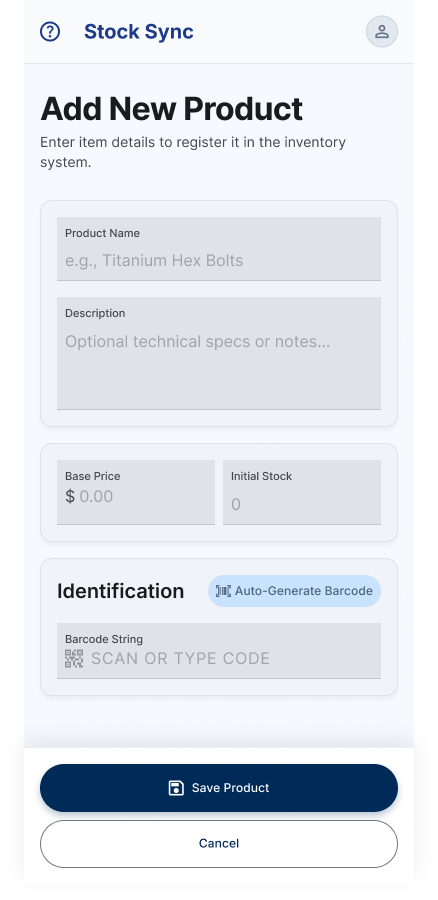 Stock Sync
Add New Product
Enter item details to register it in the inventory
system.
Product Name
e.g., Titanium Hex Bolts
Description
Optional technical specs or notes...
Base Price
$ 0.00
Initial Stock
0
Identification
Auto-Generate Barcode
Barcode String
SCAN OR TYPE CODE
Save Product
Cancel